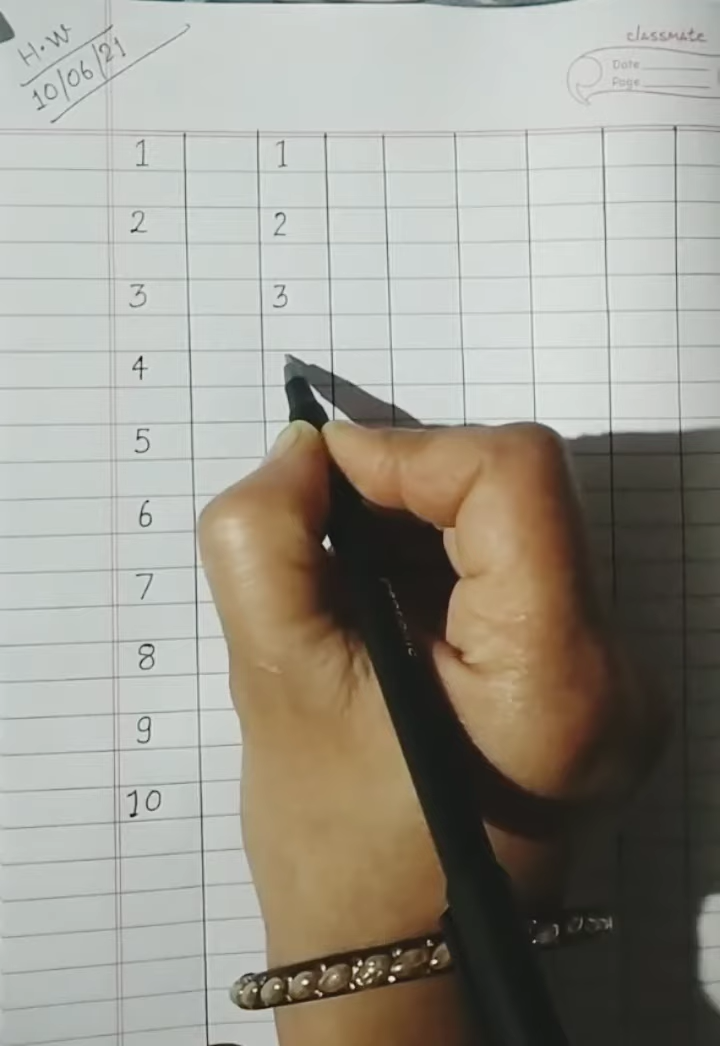 H.W
10/06/21
classmate
Date
Page
1 1
2 2
3 3
4
5
6
7
8
9
10